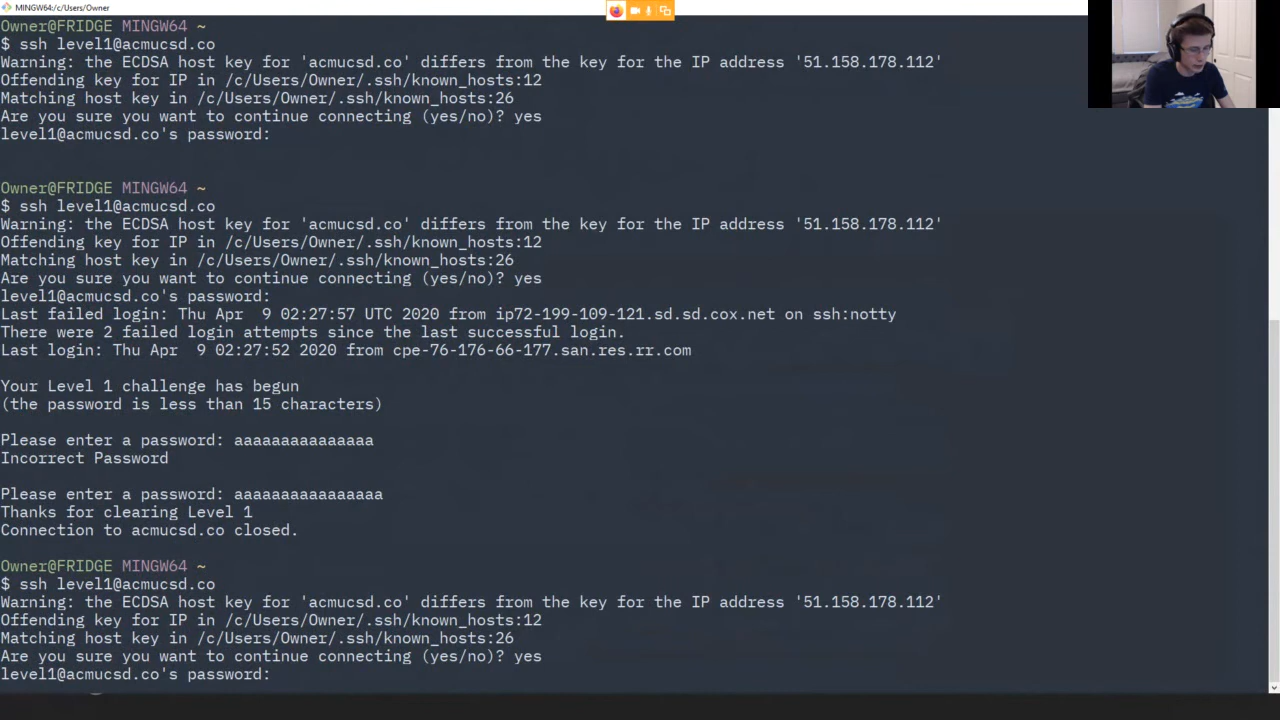 MINGW64:/c/Users/Owner
Owner@FRIDGE MINGW64 ~
$ ssh level1@acmucsd.co
Warning: the ECDSA host key for 'acmucsd.co' differs from the key for the IP address '51.158.178.112'
Offending key for IP in /c/Users/Owner/.ssh/known_hosts:12
Matching host key in /c/Users/Owner/.ssh/known_hosts:26
Are you sure you want to continue connecting (yes/no)? yes
level1@acmucsd.co's password:
Owner@FRIDGE MINGW64 ~
$ ssh level1@acmucsd.co
Warning: the ECDSA host key for 'acmucsd.co' differs from the key for the IP address '51.158.178.112'
Offending key for IP in /c/Users/Owner/.ssh/known_hosts:12
Matching host key in /c/Users/Owner/.ssh/known_hosts:26
Are you sure you want to continue connecting (yes/no)? yes
level1@acmucsd.co's password:
Last failed login: Thu Apr  9 02:27:57 UTC 2020 from ip72-199-109-121.sd.sd.cox.net on ssh:notty
There were 2 failed login attempts since the last successful login.
Last login: Thu Apr  9 02:27:52 2020 from cpe-76-176-66-177.san.res.rr.com
Your Level 1 challenge has begun
(the password is less than 15 characters)
Please enter a password: aaaaaaaaaaaaaaa
Incorrect Password
Please enter a password: aaaaaaaaaaaaaaaa
Thanks for clearing Level 1
Connection to acmucsd.co closed.
Owner@FRIDGE MINGW64 ~
$ ssh level1@acmucsd.co
Warning: the ECDSA host key for 'acmucsd.co' differs from the key for the IP address '51.158.178.112'
Offending key for IP in /c/Users/Owner/.ssh/known_hosts:12
Matching host key in /c/Users/Owner/.ssh/known_hosts:26
Are you sure you want to continue connecting (yes/no)? yes
level1@acmucsd.co's password: